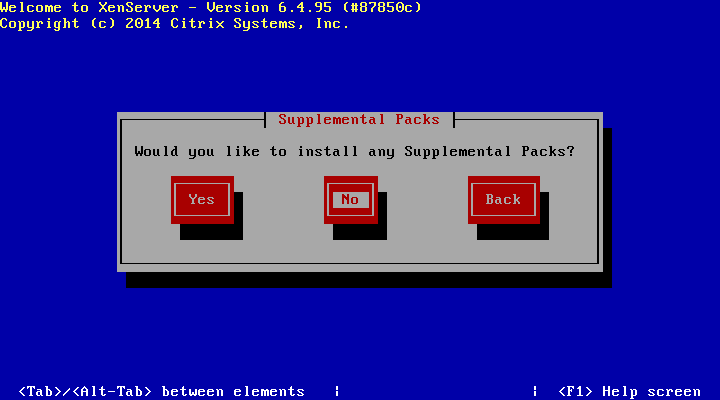 Welcome to XenServer - Version 6.4.95 (#87850c)
Copyright (c) 2014 Citrix Systems, Inc.
Supplemental Packs
Would you like to install any Supplemental Packs?
Yes No Back
<Tab>/<Alt-Tab> between elements | | <F1> Help screen